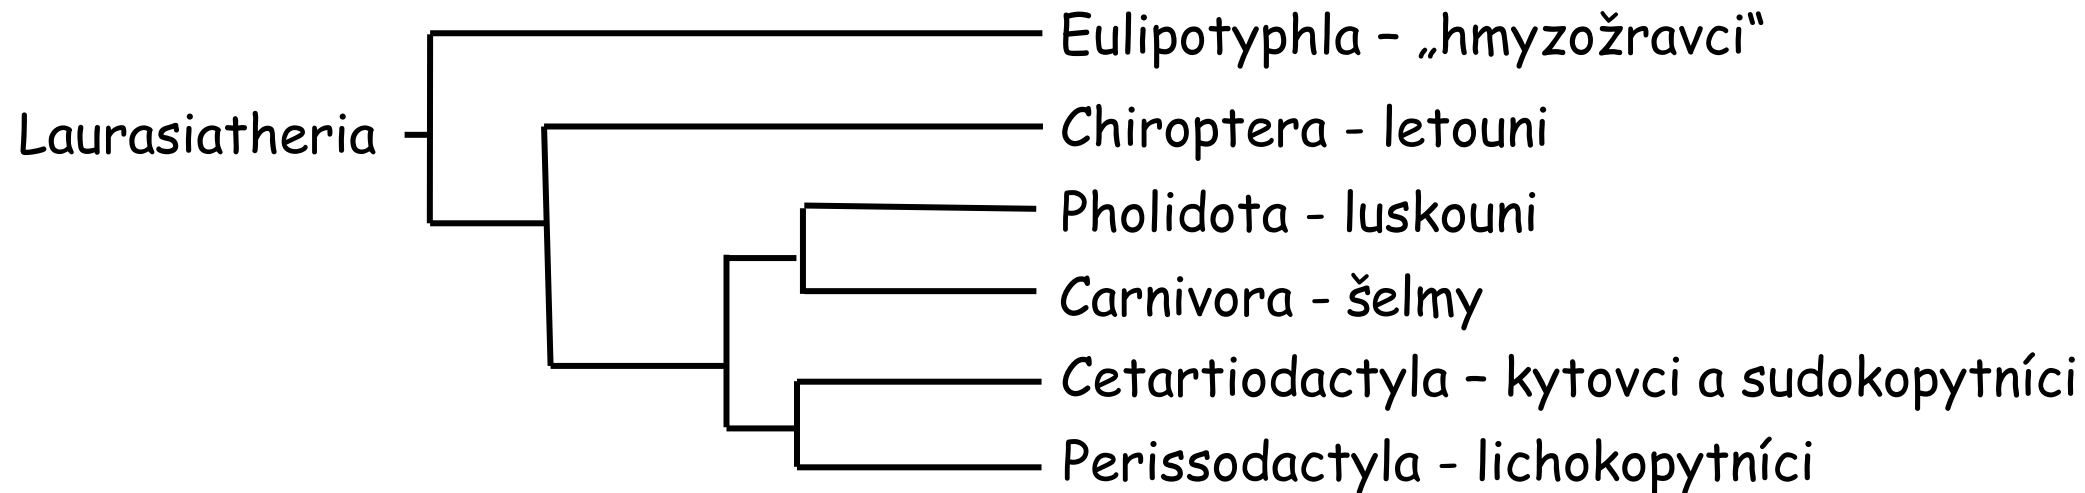 Eulipotyphla – „hmyzožravci“
Laurasiatheria
Chiroptera - letouni
Pholidota - luskouni
Carnivora - šelmy
Cetartiodactyla – kytovci a sudokopytníci
Perissodactyla - lichokopytníci